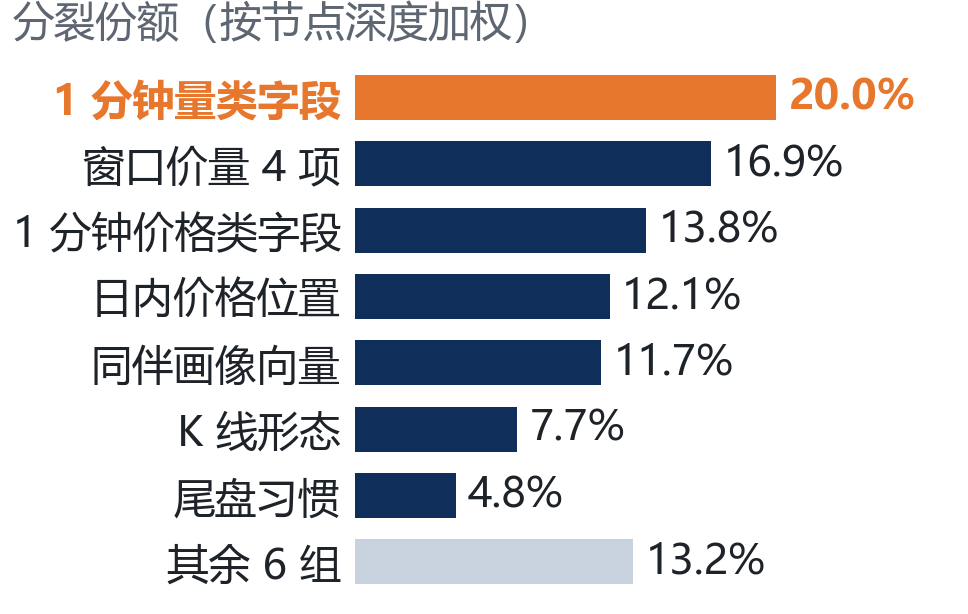 分裂份额（按节点深度加权）
1 分钟量类字段 20.0%
窗口价量 4 项 16.9%
1 分钟价格类字段 13.8%
日内价格位置 12.1%
同伴画像向量 11.7%
K 线形态 7.7%
尾盘习惯 4.8%
其余 6 组 13.2%